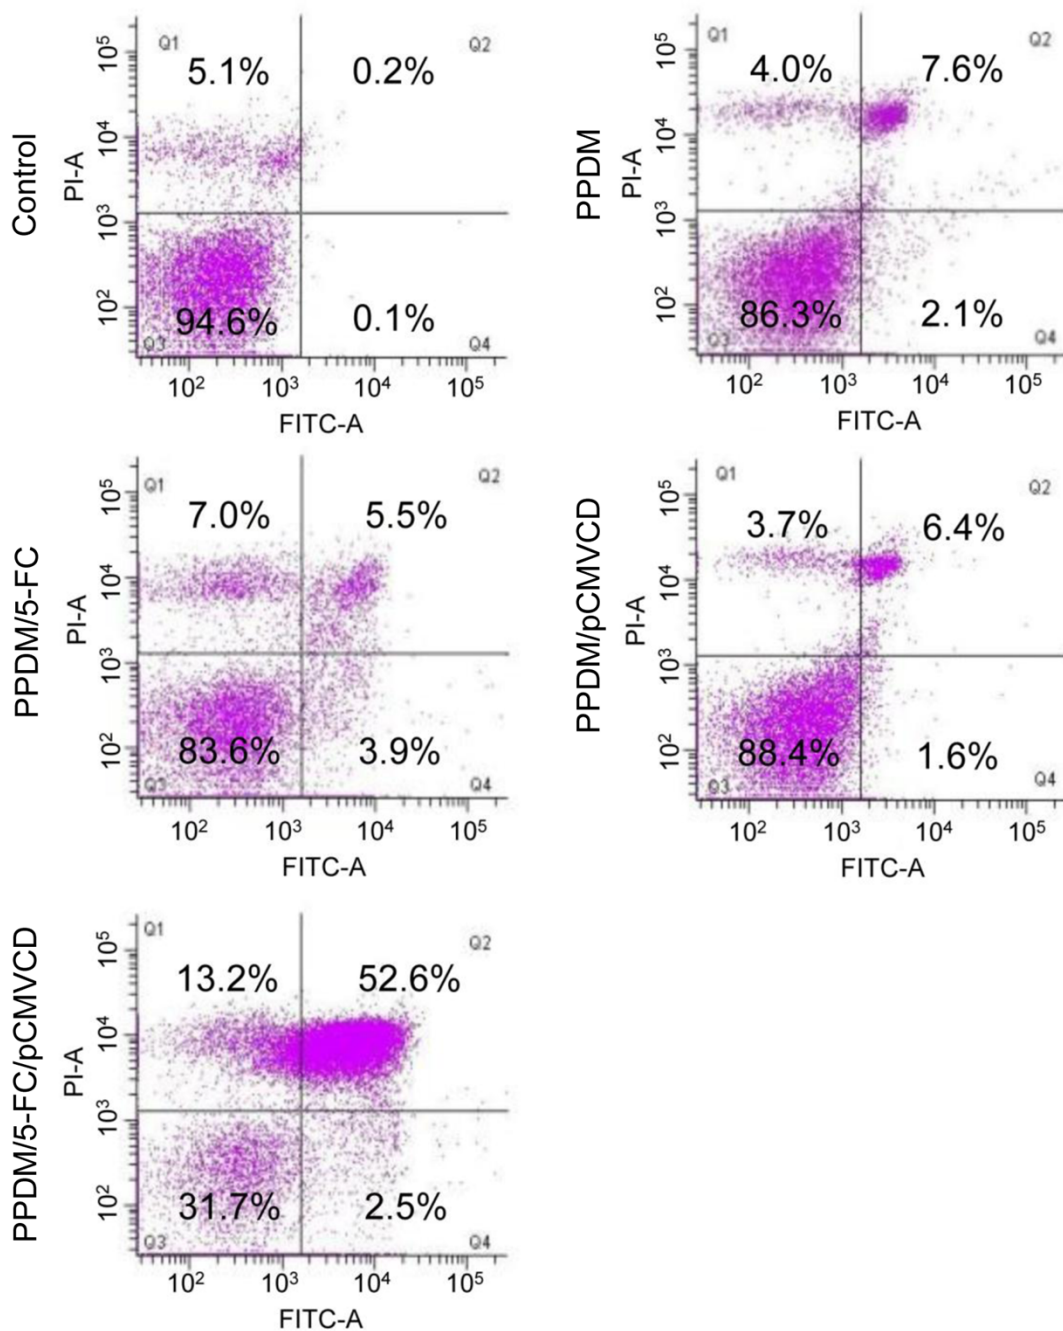 Control
PI-A
10⁵
10⁴
10³
10²
Q1
Q2
5.1%
0.2%
94.6%
0.1%
Q3
Q4
10²
10³
10⁴
10⁵
FITC-A
PPDM
PI-A
10⁵
10⁴
10³
10²
Q1
Q2
4.0%
7.6%
86.3%
2.1%
Q3
Q4
10²
10³
10⁴
10⁵
FITC-A
PPDM/5-FC
PI-A
10⁵
10⁴
10³
10²
Q1
Q2
7.0%
5.5%
83.6%
3.9%
Q3
Q4
10²
10³
10⁴
10⁵
FITC-A
PPDM/pCMVCD
PI-A
10⁵
10⁴
10³
10²
Q1
Q2
3.7%
6.4%
88.4%
1.6%
Q3
Q4
10²
10³
10⁴
10⁵
FITC-A
PPDM/5-FC/pCMVCD
PI-A
10⁵
10⁴
10³
10²
Q1
Q2
13.2%
52.6%
31.7%
2.5%
Q3
Q4
10²
10³
10⁴
10⁵
FITC-A